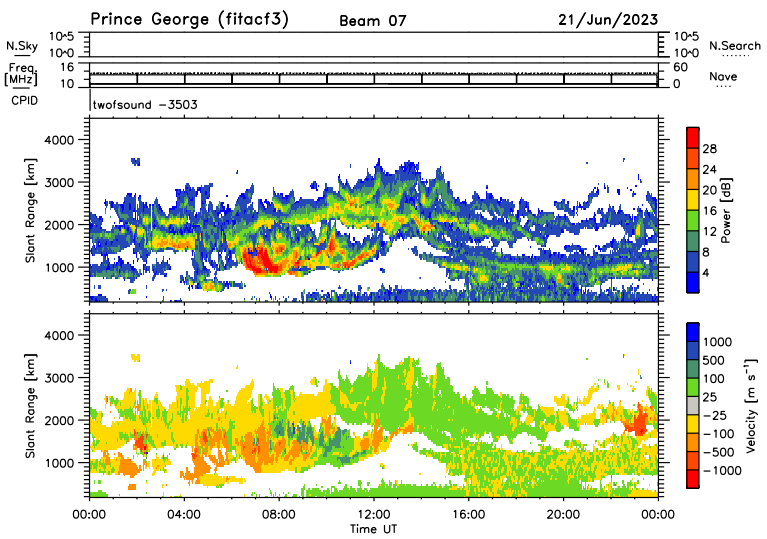 Prince George (fitacf3) Beam 07 21/Jun/2023
N.Sky 10^5 10^0 10^5 10^0 N.Search
Freq. [MHz] 16 10 60 0 Nave
CPID twofsound -3503
Slant Range [km] 4000 3000 2000 1000
28 24 20 16 12 8 4 Power [dB]
Slant Range [km] 4000 3000 2000 1000
1000 500 100 25 -25 -100 -500 -1000 Velocity [m s⁻¹]
00:00 04:00 08:00 12:00 16:00 20:00 00:00
Time UT